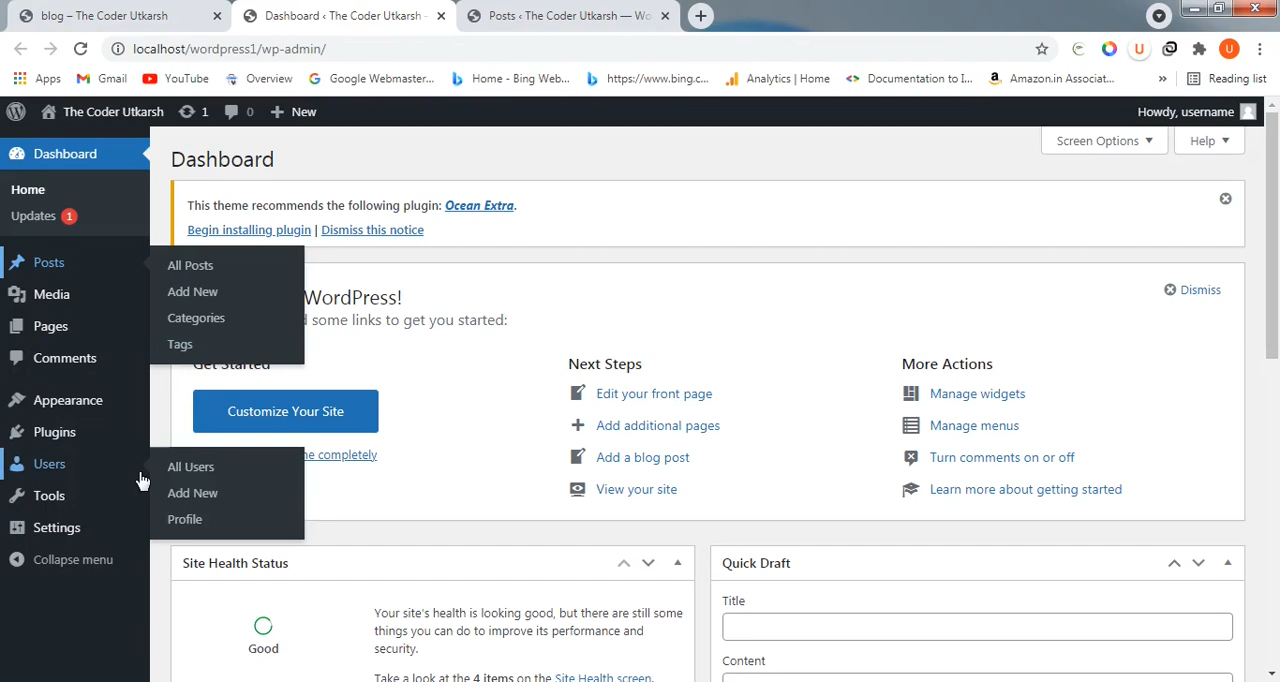 blog – The Coder Utkarsh
Dashboard ‹ The Coder Utkarsh
Posts ‹ The Coder Utkarsh — Wo
localhost/wordpress1/wp-admin/
U
U
Apps
Gmail
YouTube
Overview
Google Webmaster...
Home - Bing Web...
https://www.bing.c...
Analytics | Home
Documentation to I...
Amazon.in Associat...
»
Reading list
The Coder Utkarsh
1
0
New
Howdy, username
Dashboard
Home
Updates 1
Posts
Media
Pages
Comments
Appearance
Plugins
Users
Tools
Settings
Collapse menu
All Posts
Add New
Categories
Tags
All Users
Add New
Profile
Dashboard
Screen Options
Help
This theme recommends the following plugin: Ocean Extra.
Begin installing plugin | Dismiss this notice
WordPress!
some links to get you started:
Dismiss
Get Started
Customize Your Site
completely
Next Steps
Edit your front page
Add additional pages
Add a blog post
View your site
More Actions
Manage widgets
Manage menus
Turn comments on or off
Learn more about getting started
Site Health Status
Good
Your site's health is looking good, but there are still some
things you can do to improve its performance and
security.
Take a look at the 4 items on the Site Health screen.
Quick Draft
Title
Content